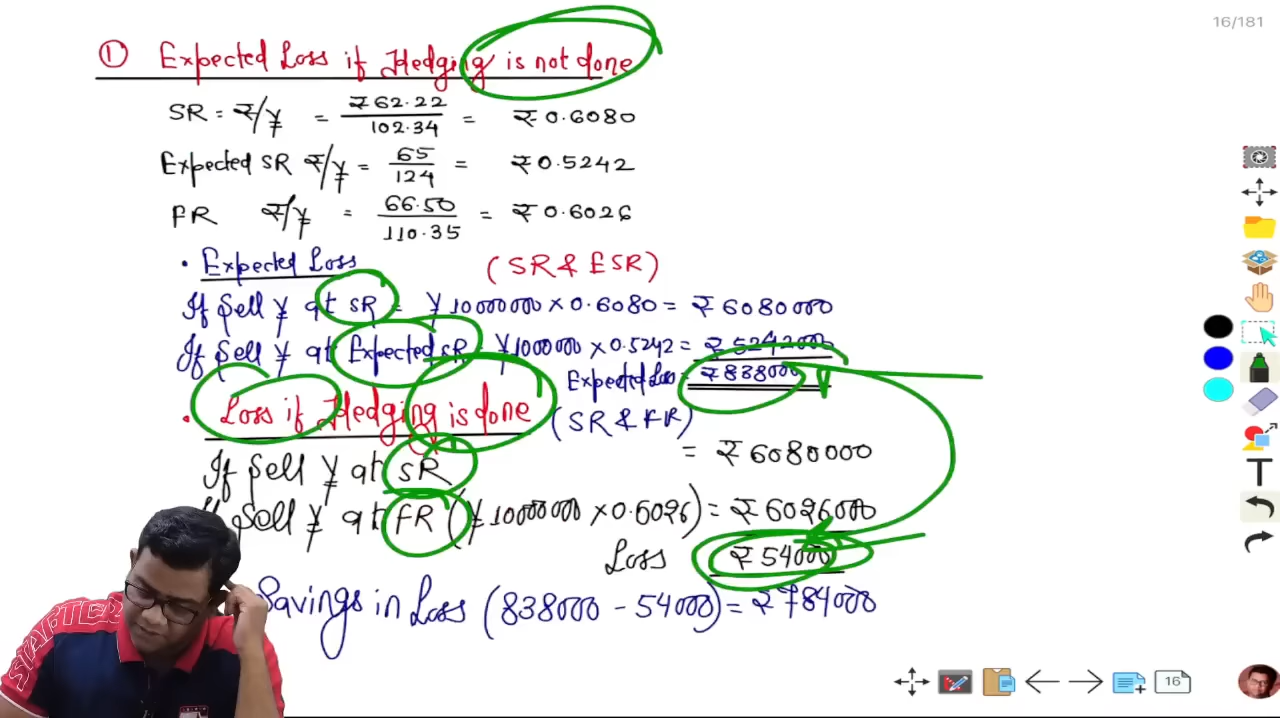 16/181
① Expected Loss if Hedging is not done
SR = ₹/¥ = ₹62.22/102.34 = ₹0.6080
Expected SR ₹/¥ = 65/124 = ₹0.5242
FR ₹/¥ = 66.50/110.35 = ₹0.6026
• Expected Loss (SR & ESR)
If Sell ¥ at SR = ¥10000000 × 0.6080 = ₹6080000
If Sell ¥ at Expected SR = ¥1000000 × 0.5242 = ₹5242000
Expected Loss = ₹838000
• Loss if Hedging is done (SR & FR)
If Sell ¥ at SR = ₹6080000
If Sell ¥ at FR (¥10000000 × 0.6026) = ₹6026000
Loss ₹54000
Savings in Loss (838000 - 54000) = ₹784000
STARTER
T
16